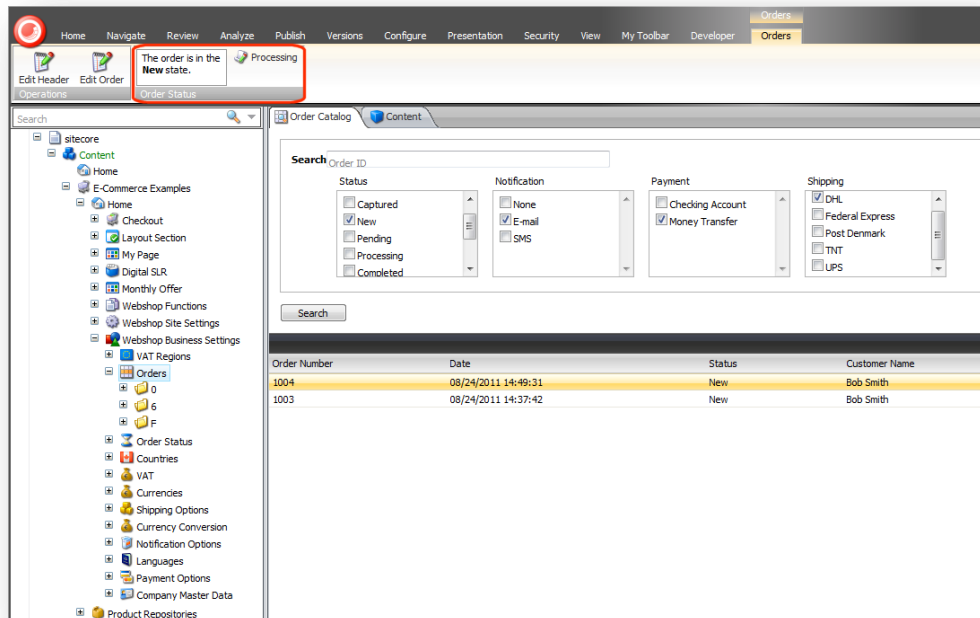 Orders
Home Navigate Review Analyze Publish Versions Configure Presentation Security View My Toolbar Developer Orders
The order is in the
New state.
Processing
Edit Header Edit Order
Operations Order Status
Search
Order Catalog Content
sitecore
Content
Home
E-Commerce Examples
Home
Checkout
Layout Section
My Page
Digital SLR
Monthly Offer
Webshop Functions
Webshop Site Settings
Webshop Business Settings
VAT Regions
Orders
0
6
F
Order Status
Countries
VAT
Currencies
Shipping Options
Currency Conversion
Notification Options
Languages
Payment Options
Company Master Data
Product Repositories
Search Order ID
Status
Captured
New
Pending
Processing
Completed
Notification
None
E-mail
SMS
Payment
Checking Account
Money Transfer
Shipping
DHL
Federal Express
Post Denmark
TNT
UPS
Search
Order Number Date Status Customer Name
1004 08/24/2011 14:49:31 New Bob Smith
1003 08/24/2011 14:37:42 New Bob Smith